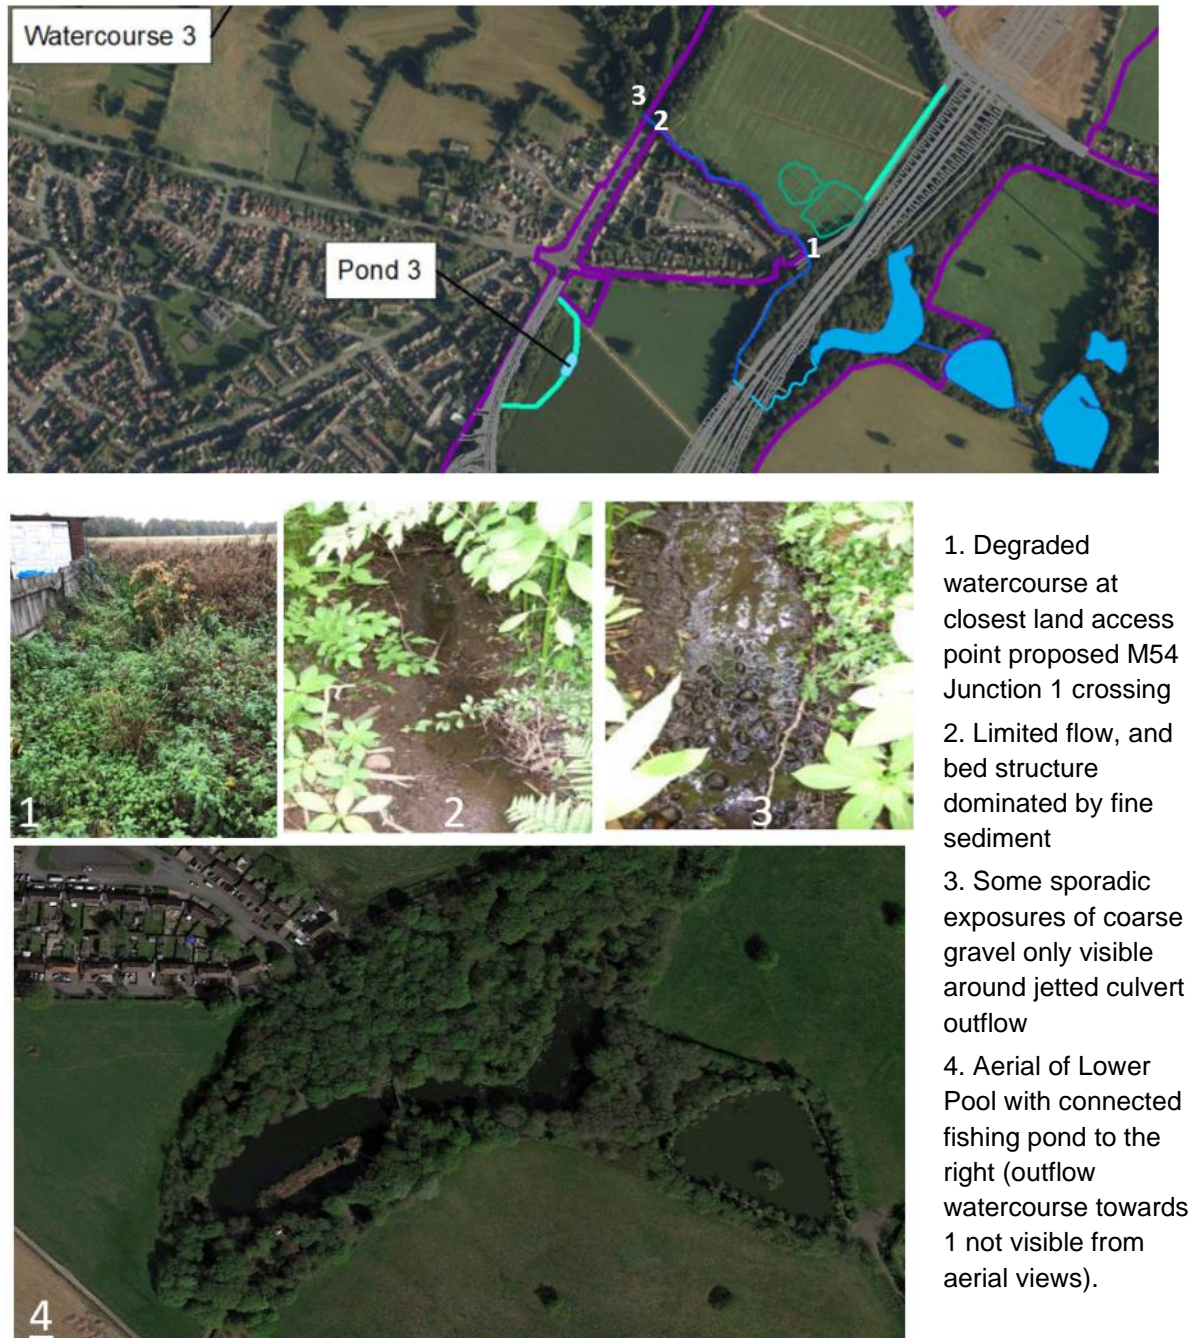 Watercourse 3
3
2
Pond 3
1
1
2
3
4
1. Degraded
watercourse at
closest land access
point proposed M54
Junction 1 crossing
2. Limited flow, and
bed structure
dominated by fine
sediment
3. Some sporadic
exposures of coarse
gravel only visible
around jetted culvert
outflow
4. Aerial of Lower
Pool with connected
fishing pond to the
right (outflow
watercourse towards
1 not visible from
aerial views).